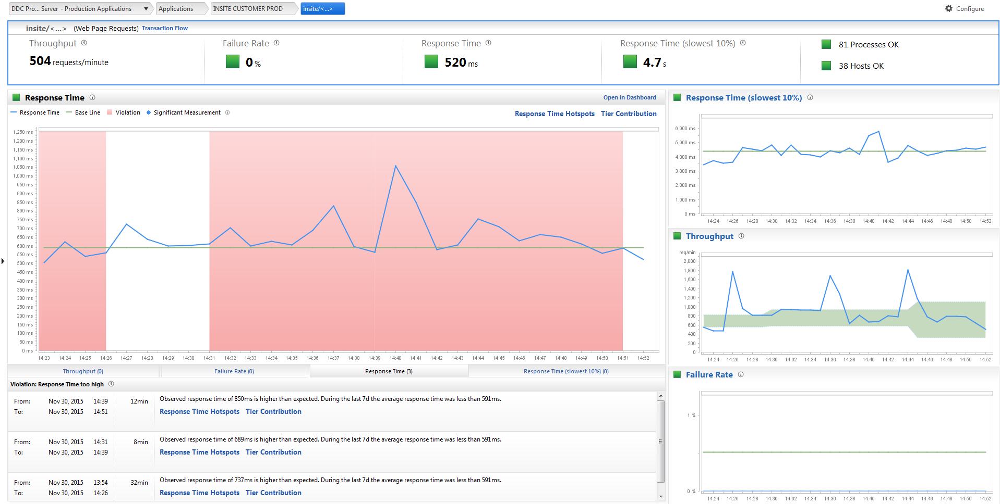 DDC Pro... Server - Production Applications ▼ Applications INSITE CUSTOMER PROD insite/<...> Configure
insite/<...> (Web Page Requests) Transaction Flow
Throughput Failure Rate Response Time Response Time (slowest 10%) 81 Processes OK
504 requests/minute 0 % 520 ms 4.7 s 38 Hosts OK
Response Time Open in Dashboard
Response Time Base Line Violation Significant Measurement Response Time Hotspots Tier Contribution
1,250 ms
1,200 ms
1,150 ms
1,100 ms
1,050 ms
1,000 ms
950 ms
900 ms
850 ms
800 ms
750 ms
700 ms
650 ms
600 ms
550 ms
500 ms
450 ms
400 ms
350 ms
300 ms
250 ms
200 ms
150 ms
100 ms
50 ms
0 ms
14:23 14:24 14:25 14:26 14:27 14:28 14:29 14:30 14:31 14:32 14:33 14:34 14:35 14:36 14:37 14:38 14:39 14:40 14:41 14:42 14:43 14:44 14:45 14:46 14:47 14:48 14:49 14:50 14:51 14:52
Throughput (0) Failure Rate (0) Response Time (3) Response Time (slowest 10%) (0)
Violation: Response Time too high
From: Nov 30, 2015 14:39 12min Observed response time of 850ms is higher than expected. During the last 7d the average response time was less than 591ms.
To: Nov 30, 2015 14:51 Response Time Hotspots Tier Contribution
From: Nov 30, 2015 14:31 8min Observed response time of 689ms is higher than expected. During the last 7d the average response time was less than 591ms.
To: Nov 30, 2015 14:39 Response Time Hotspots Tier Contribution
From: Nov 30, 2015 13:54 32min Observed response time of 737ms is higher than expected. During the last 7d the average response time was less than 591ms.
To: Nov 30, 2015 14:26 Response Time Hotspots Tier Contribution
Response Time (slowest 10%)
6,000 ms
5,000 ms
4,000 ms
3,000 ms
2,000 ms
1,000 ms
0 ms
14:24 14:26 14:28 14:30 14:32 14:34 14:36 14:38 14:40 14:42 14:44 14:46 14:48 14:50 14:52
Throughput
req/min
2,000
1,800
1,600
1,400
1,200
1,000
800
600
400
200
0
14:24 14:26 14:28 14:30 14:32 14:34 14:36 14:38 14:40 14:42 14:44 14:46 14:48 14:50 14:52
Failure Rate
1 %
0 %
14:24 14:26 14:28 14:30 14:32 14:34 14:36 14:38 14:40 14:42 14:44 14:46 14:48 14:50 14:52